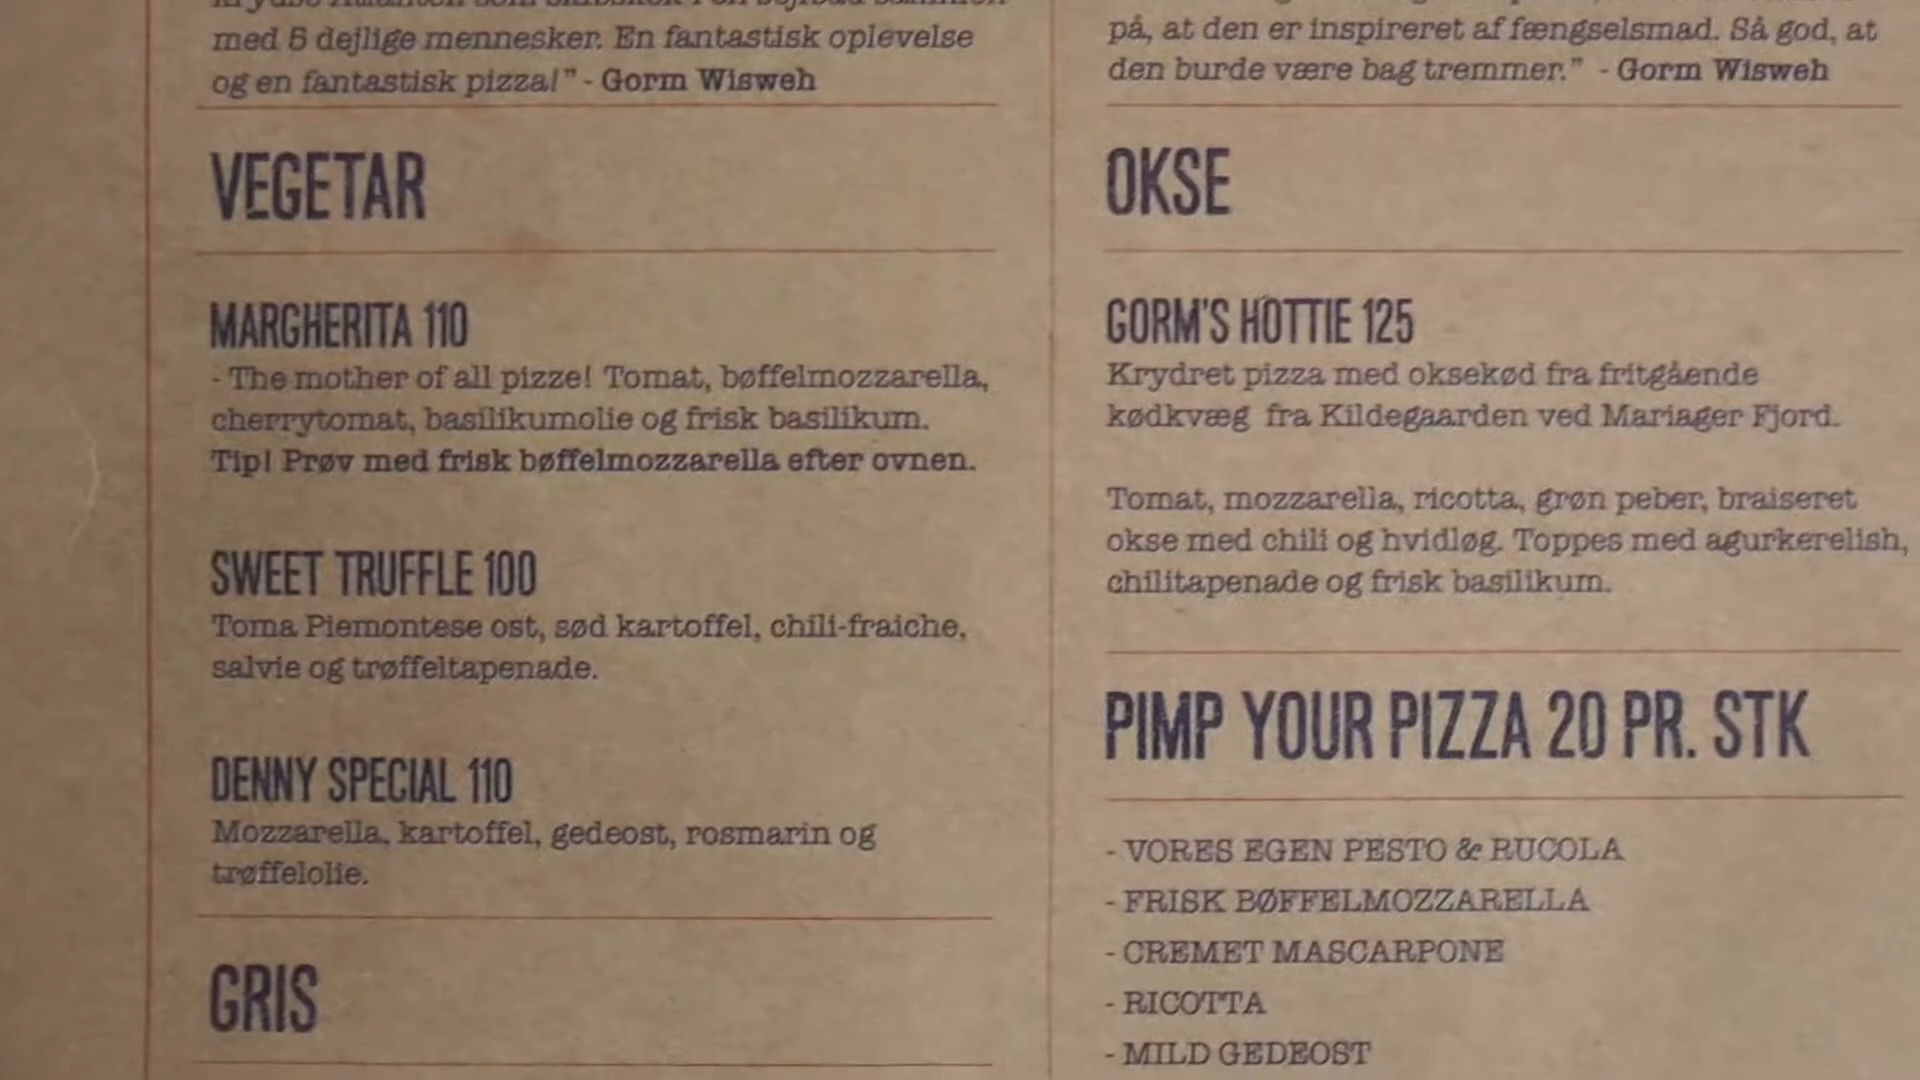 med 5 dejlige mennesker. En fantastisk oplevelse
og en fantastisk pizza!" - Gorm Wisweh
VEGETAR
MARGHERITA 110
- The mother of all pizze! Tomat, bøffelmozzarella,
cherrytomat, basilikumolie og frisk basilikum.
Tip! Prøv med frisk bøffelmozzarella efter ovnen.
SWEET TRUFFLE 100
Toma Piemontese ost, sød kartoffel, chili-fraiche,
salvie og trøffeltapenade.
DENNY SPECIAL 110
Mozzarella, kartoffel, gedeost, rosmarin og
trøffelolie.
GRIS
på, at den er inspireret af fængselsmad. Så god, at
den burde være bag tremmer." - Gorm Wisweh
OKSE
GORM'S HOTTIE 125
Krydret pizza med oksekød fra fritgående
kødkvæg fra Kildegaarden ved Mariager Fjord.
Tomat, mozzarella, ricotta, grøn peber, braiseret
okse med chili og hvidløg. Toppes med agurkerelish,
chilitapenade og frisk basilikum.
PIMP YOUR PIZZA 20 PR. STK
- VORES EGEN PESTO & RUCOLA
- FRISK BØFFELMOZZARELLA
- CREMET MASCARPONE
- RICOTTA
- MILD GEDEOST